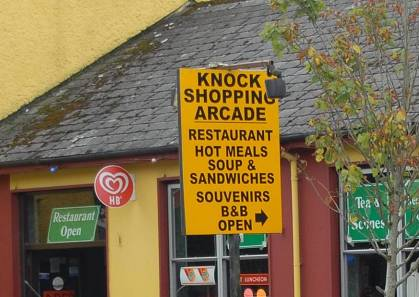 KNOCK
SHOPPING
ARCADE
RESTAURANT
HOT MEALS
SOUP &
SANDWICHES
SOUVENIRS
B&B
OPEN
HB
Restaurant
Open
Tea &
Scones
LUNCHEON